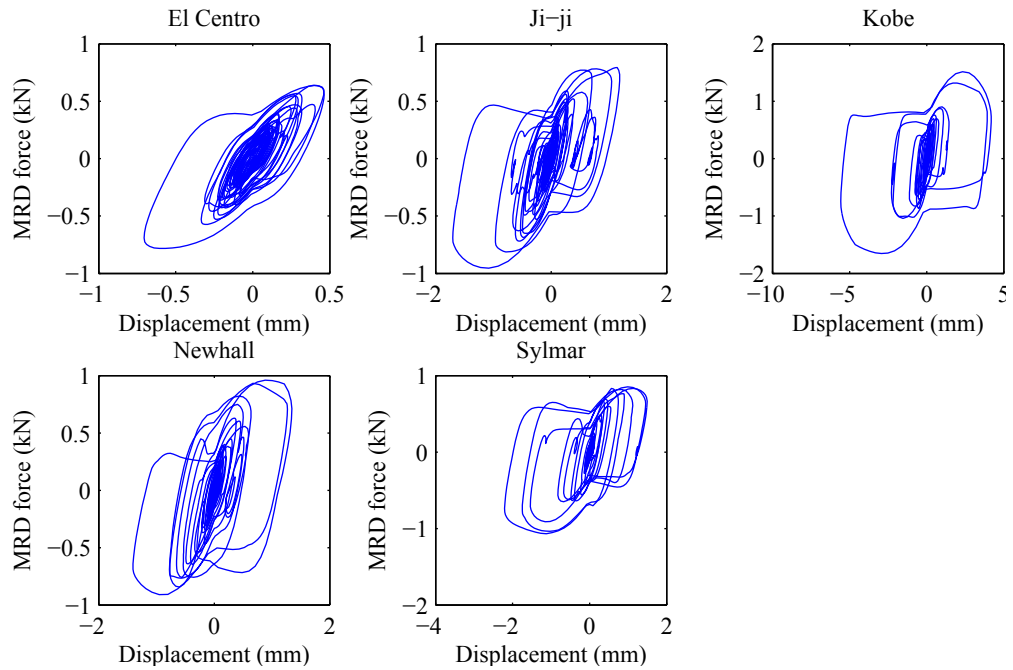 El Centro
1
0.5
0
−0.5
−1
−1
−0.5
0
0.5
MRD force (kN)
Displacement (mm)
Ji−ji
1
0.5
0
−0.5
−1
−2
0
2
MRD force (kN)
Displacement (mm)
Kobe
2
1
0
−1
−2
−10
−5
0
5
MRD force (kN)
Displacement (mm)
Newhall
1
0.5
0
−0.5
−1
−2
0
2
MRD force (kN)
Displacement (mm)
Sylmar
1
0
−1
−2
−4
−2
0
2
MRD force (kN)
Displacement (mm)